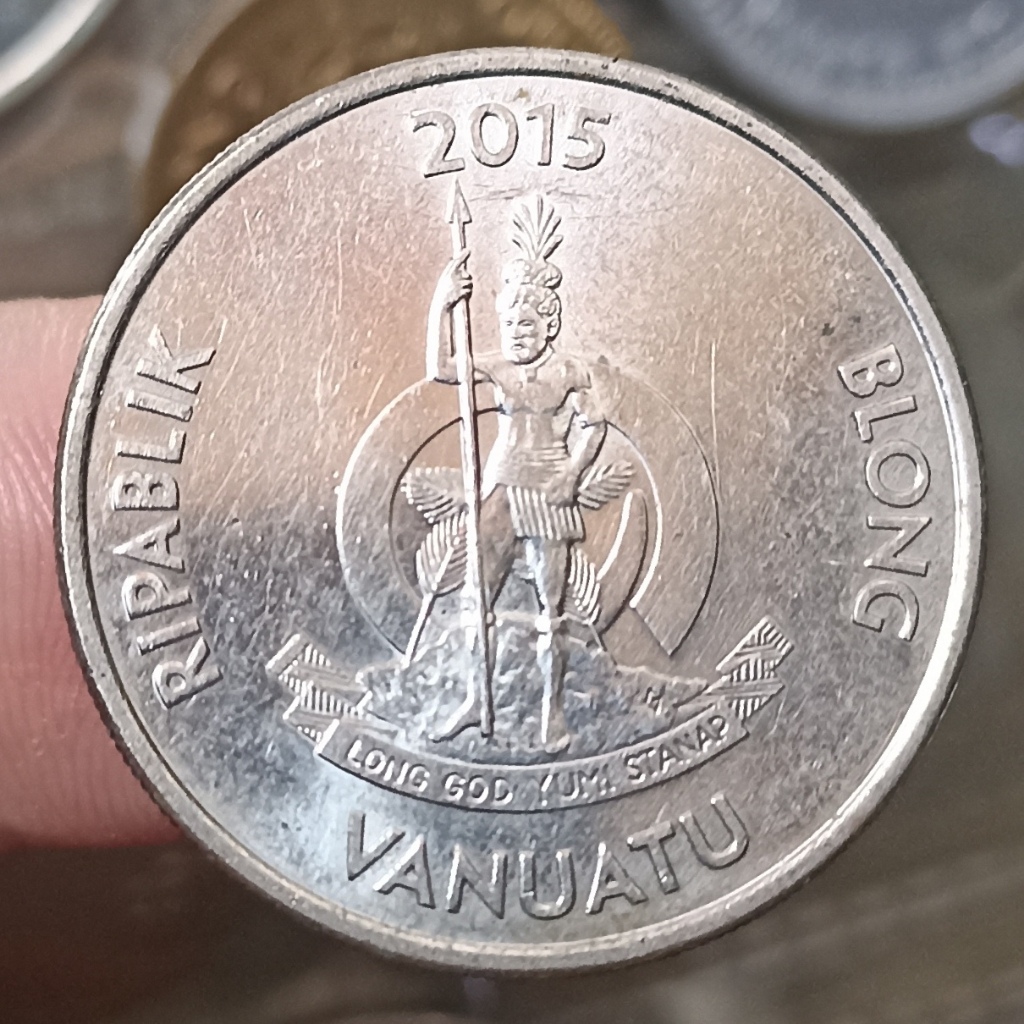 2015
RIPABLIK
BLONG
VANUATU
LONG GOD YUMI STANAP